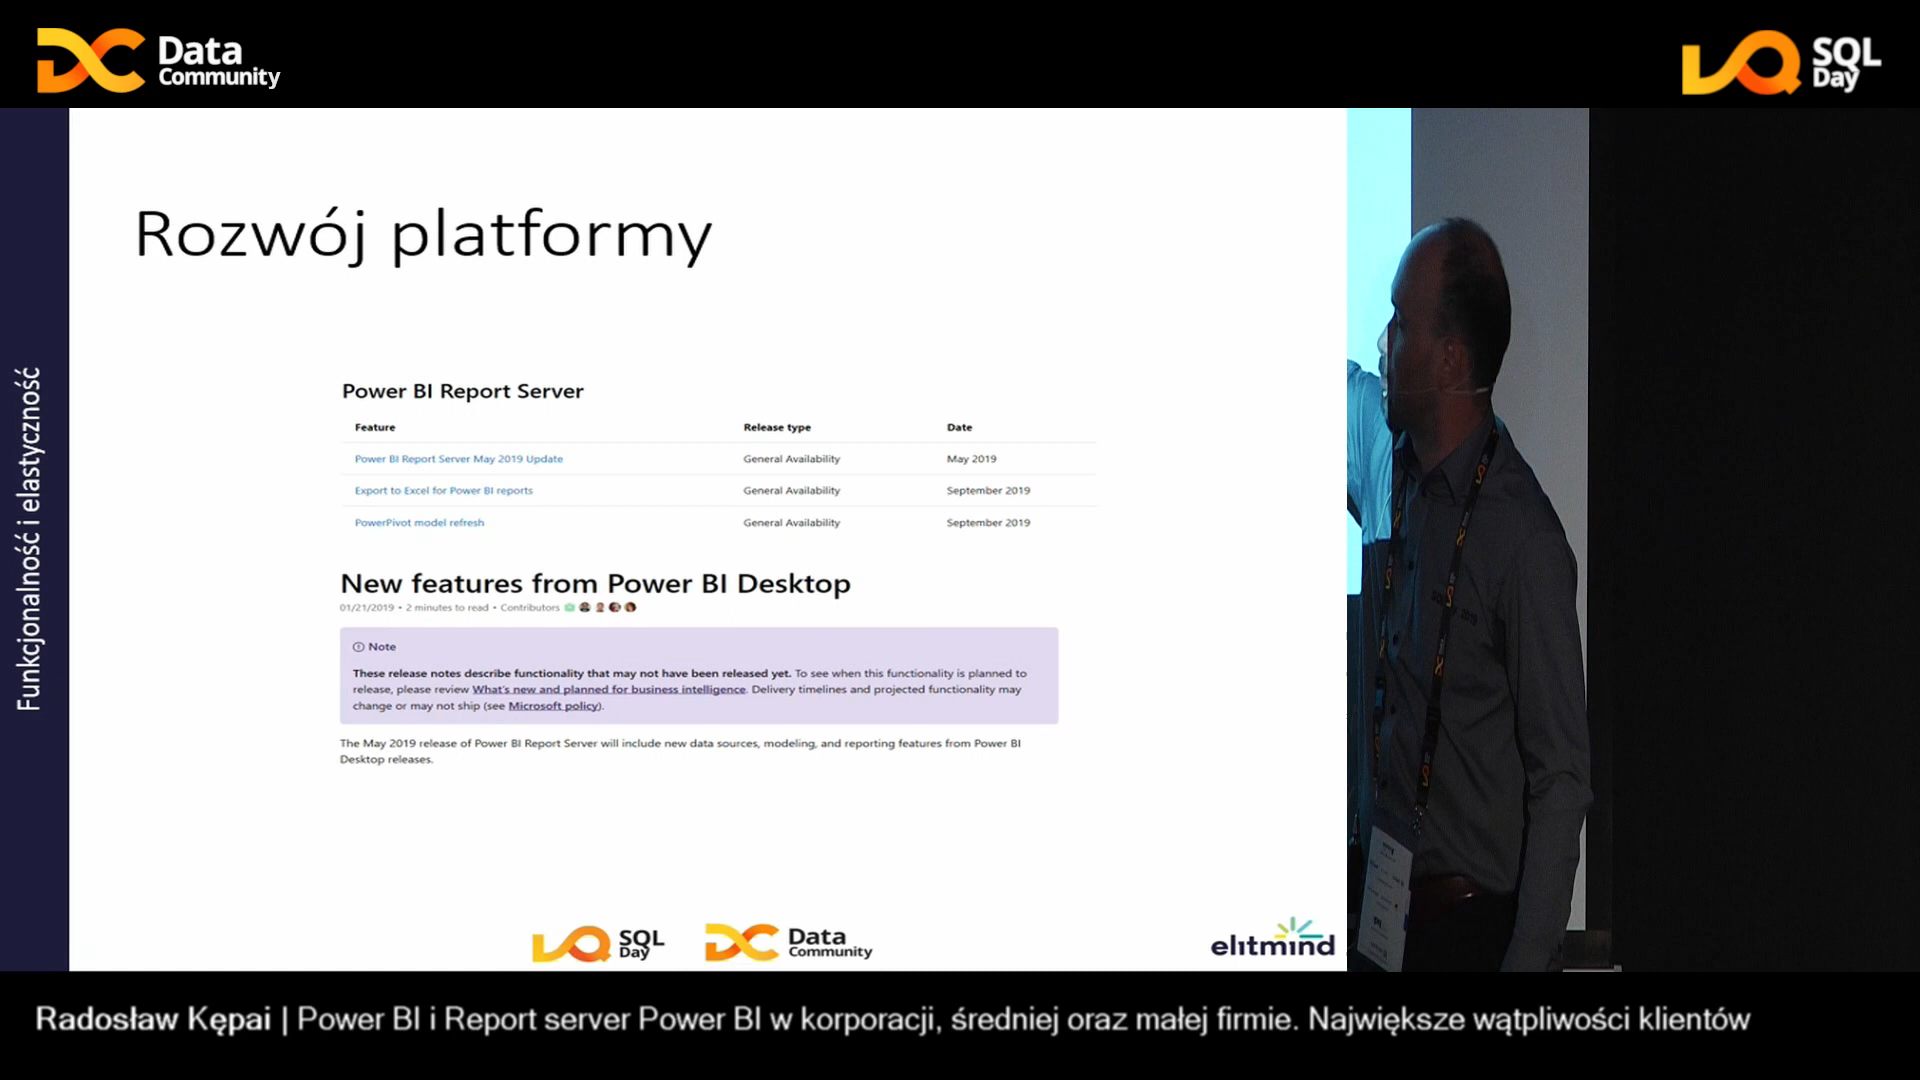 Data
Community
SQL
Day
Funkcjonalność i elastyczność
Rozwój platformy
Power BI Report Server
Feature Release type Date
Power BI Report Server May 2019 Update General Availability May 2019
Export to Excel for Power BI reports General Availability September 2019
PowerPivot model refresh General Availability September 2019
New features from Power BI Desktop
01/21/2019 • 2 minutes to read • Contributors
Note
These release notes describe functionality that may not have been released yet. To see when this functionality is planned to
release, please review What's new and planned for business intelligence. Delivery timelines and projected functionality may
change or may not ship (see Microsoft policy).
The May 2019 release of Power BI Report Server will include new data sources, modeling, and reporting features from Power BI
Desktop releases.
SQL
Day
Data
Community
elitmind
Radosław Kępai | Power BI i Report server Power BI w korporacji, średniej oraz małej firmie. Największe wątpliwości klientów